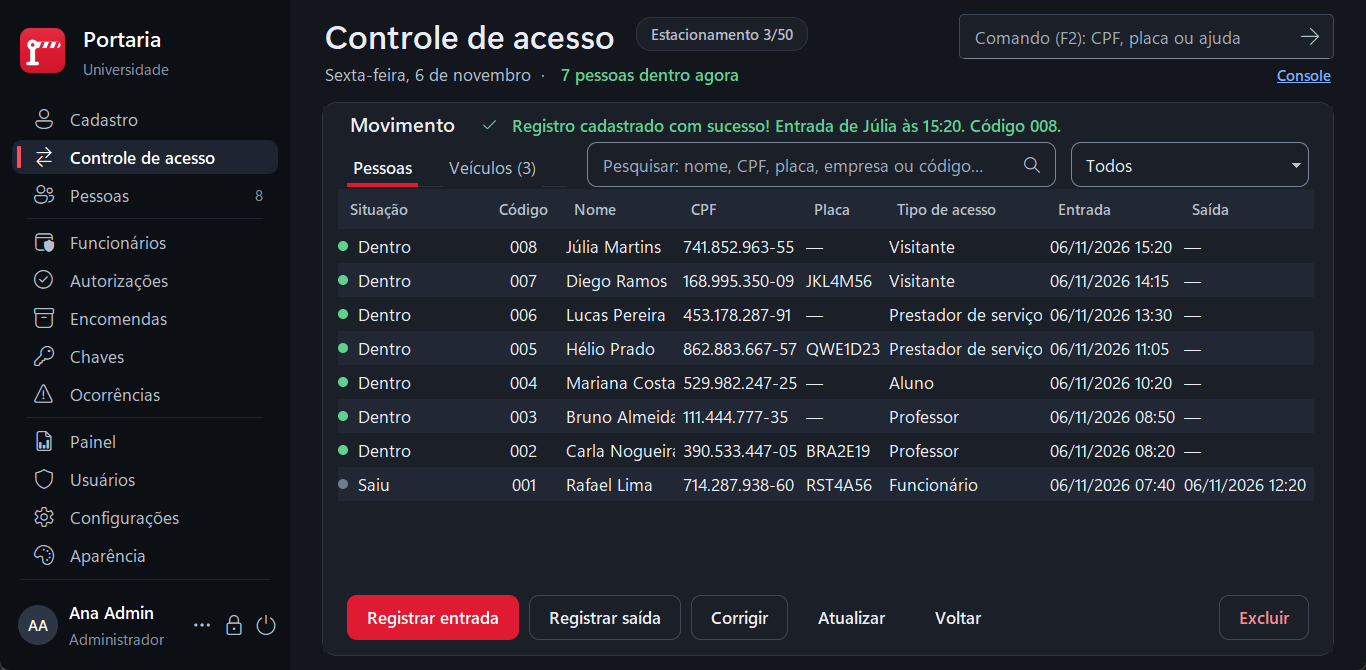 Portaria
Universidade
Cadastro
Controle de acesso
Pessoas 8
Funcionários
Autorizações
Encomendas
Chaves
Ocorrências
Painel
Usuários
Configurações
Aparência
AA
Ana Admin
Administrador
Controle de acesso
Estacionamento 3/50
Comando (F2): CPF, placa ou ajuda
Sexta-feira, 6 de novembro · 7 pessoas dentro agora
Console
Movimento
Registro cadastrado com sucesso! Entrada de Júlia às 15:20. Código 008.
Pessoas
Veículos (3)
Pesquisar: nome, CPF, placa, empresa ou código...
Todos
Situação Código Nome CPF Placa Tipo de acesso Entrada Saída
Dentro 008 Júlia Martins 741.852.963-55 — Visitante 06/11/2026 15:20 —
Dentro 007 Diego Ramos 168.995.350-09 JKL4M56 Visitante 06/11/2026 14:15 —
Dentro 006 Lucas Pereira 453.178.287-91 — Prestador de serviço 06/11/2026 13:30 —
Dentro 005 Hélio Prado 862.883.667-57 QWE1D23 Prestador de serviço 06/11/2026 11:05 —
Dentro 004 Mariana Costa 529.982.247-25 — Aluno 06/11/2026 10:20 —
Dentro 003 Bruno Almeida 111.444.777-35 — Professor 06/11/2026 08:50 —
Dentro 002 Carla Nogueira 390.533.447-05 BRA2E19 Professor 06/11/2026 08:20 —
Saiu 001 Rafael Lima 714.287.938-60 RST4A56 Funcionário 06/11/2026 07:40 06/11/2026 12:20
Registrar entrada
Registrar saída
Corrigir
Atualizar
Voltar
Excluir